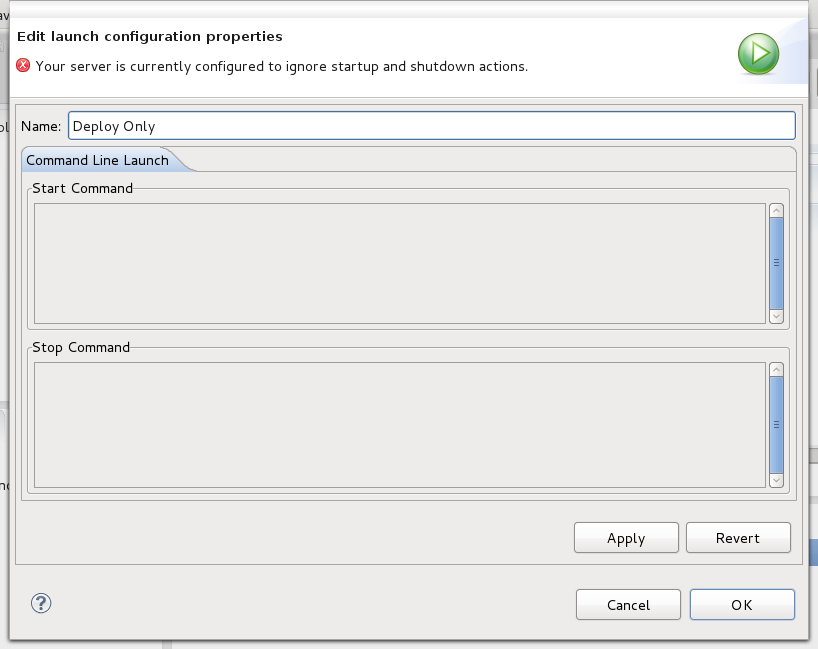 Edit launch configuration properties
Your server is currently configured to ignore startup and shutdown actions.
Name: Deploy Only
Command Line Launch
Start Command
Stop Command
Apply Revert
? Cancel OK